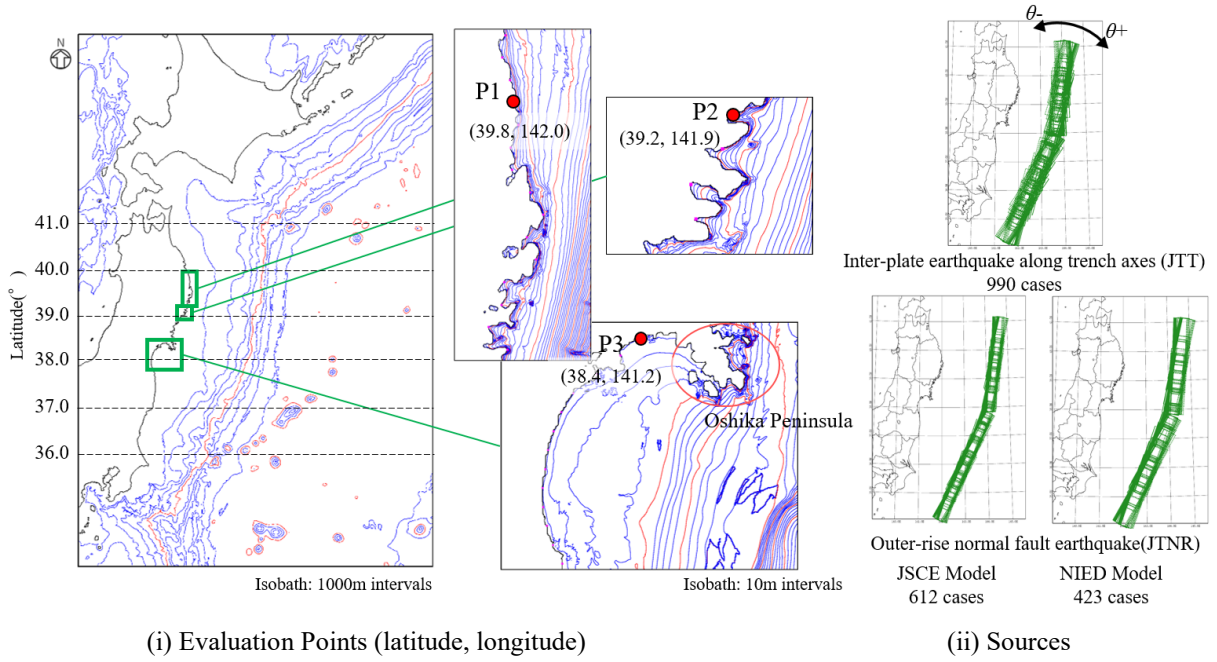 N
Latitude(°)
41.0
40.0
39.0
38.0
37.0
36.0
Isobath: 1000m intervals
P1
(39.8, 142.0)
P2
(39.2, 141.9)
P3
(38.4, 141.2)
Oshika Peninsula
Isobath: 10m intervals
(i) Evaluation Points (latitude, longitude)
θ-
θ+
Inter-plate earthquake along trench axes (JTT)
990 cases
Outer-rise normal fault earthquake(JTNR)
JSCE Model
612 cases
NIED Model
423 cases
(ii) Sources